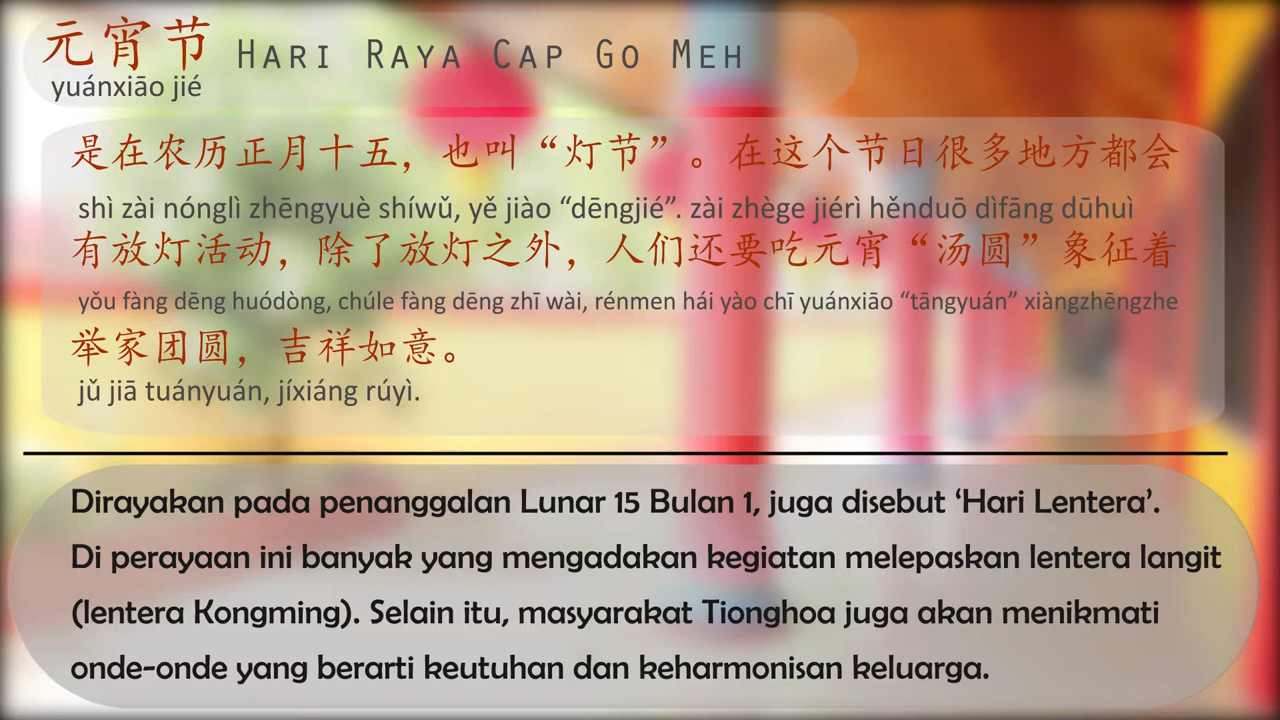 元宵节 Hari Raya Cap Go Meh
yuánxiāo jié
是在农历正月十五，也叫“灯节”。在这个节日很多地方都会
shì zài nónglì zhēngyuè shíwǔ, yě jiào “dēngjié”. zài zhège jiérì hěnduō dìfāng dūhuì
有放灯活动，除了放灯之外，人们还要吃元宵“汤圆”象征着
yǒu fàng dēng huódòng, chúle fàng dēng zhī wài, rénmen hái yào chī yuánxiāo “tāngyuán” xiàngzhēngzhe
举家团圆，吉祥如意。
jǔ jiā tuányuán, jíxiáng rúyì.
Dirayakan pada penanggalan Lunar 15 Bulan 1, juga disebut ‘Hari Lentera’.
Di perayaan ini banyak yang mengadakan kegiatan melepaskan lentera langit
(lentera Kongming). Selain itu, masyarakat Tionghoa juga akan menikmati
onde-onde yang berarti keutuhan dan keharmonisan keluarga.